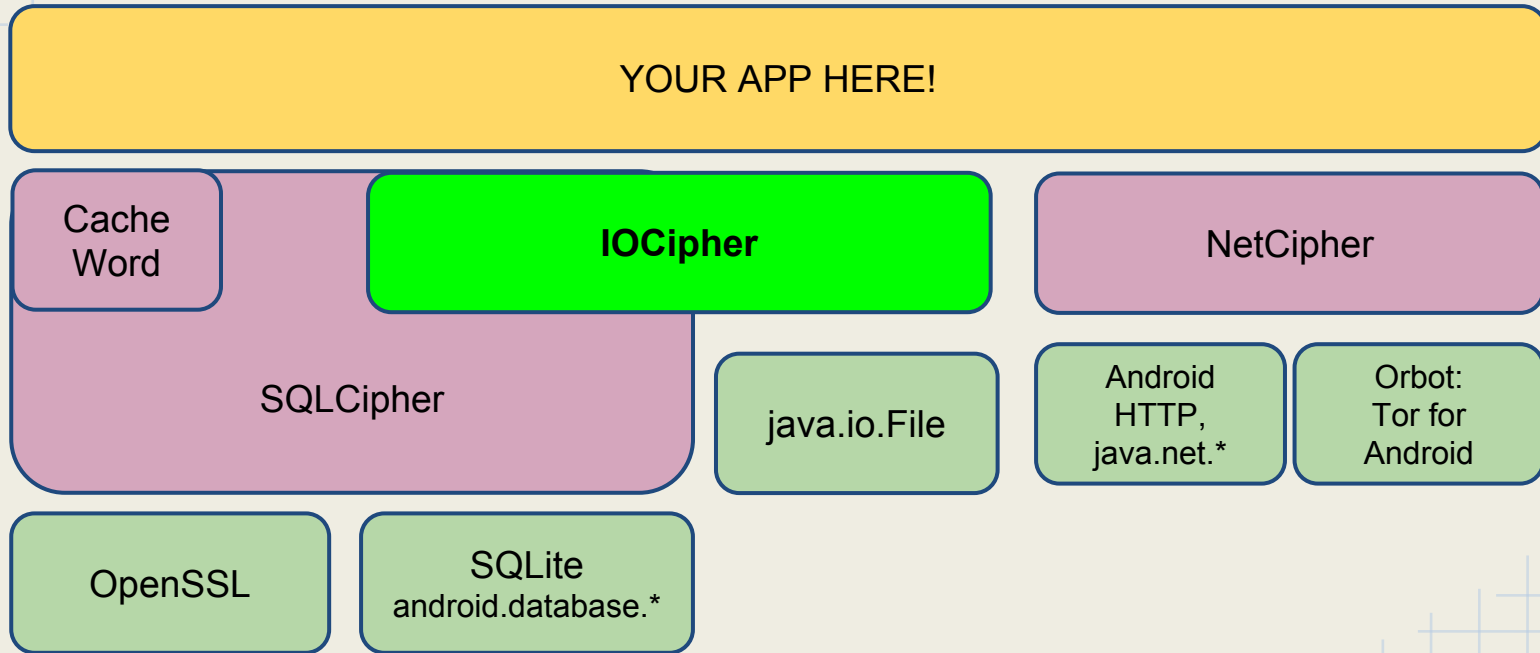 YOUR APP HERE!
Cache
Word
IOCipher
NetCipher
SQLCipher
java.io.File
Android
HTTP,
java.net.*
Orbot:
Tor for
Android
OpenSSL
SQLite
android.database.*